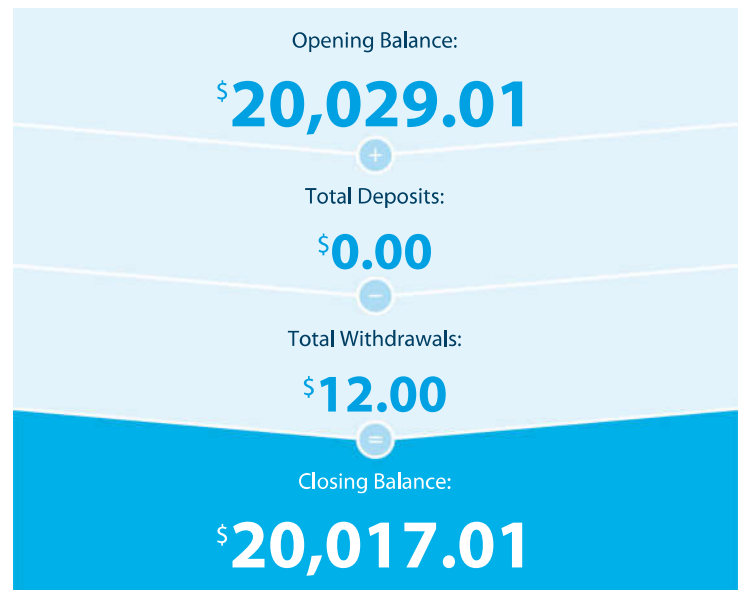 Opening Balance:
$20,029.01
+
Total Deposits:
$0.00
−
Total Withdrawals:
$12.00
=
Closing Balance:
$20,017.01